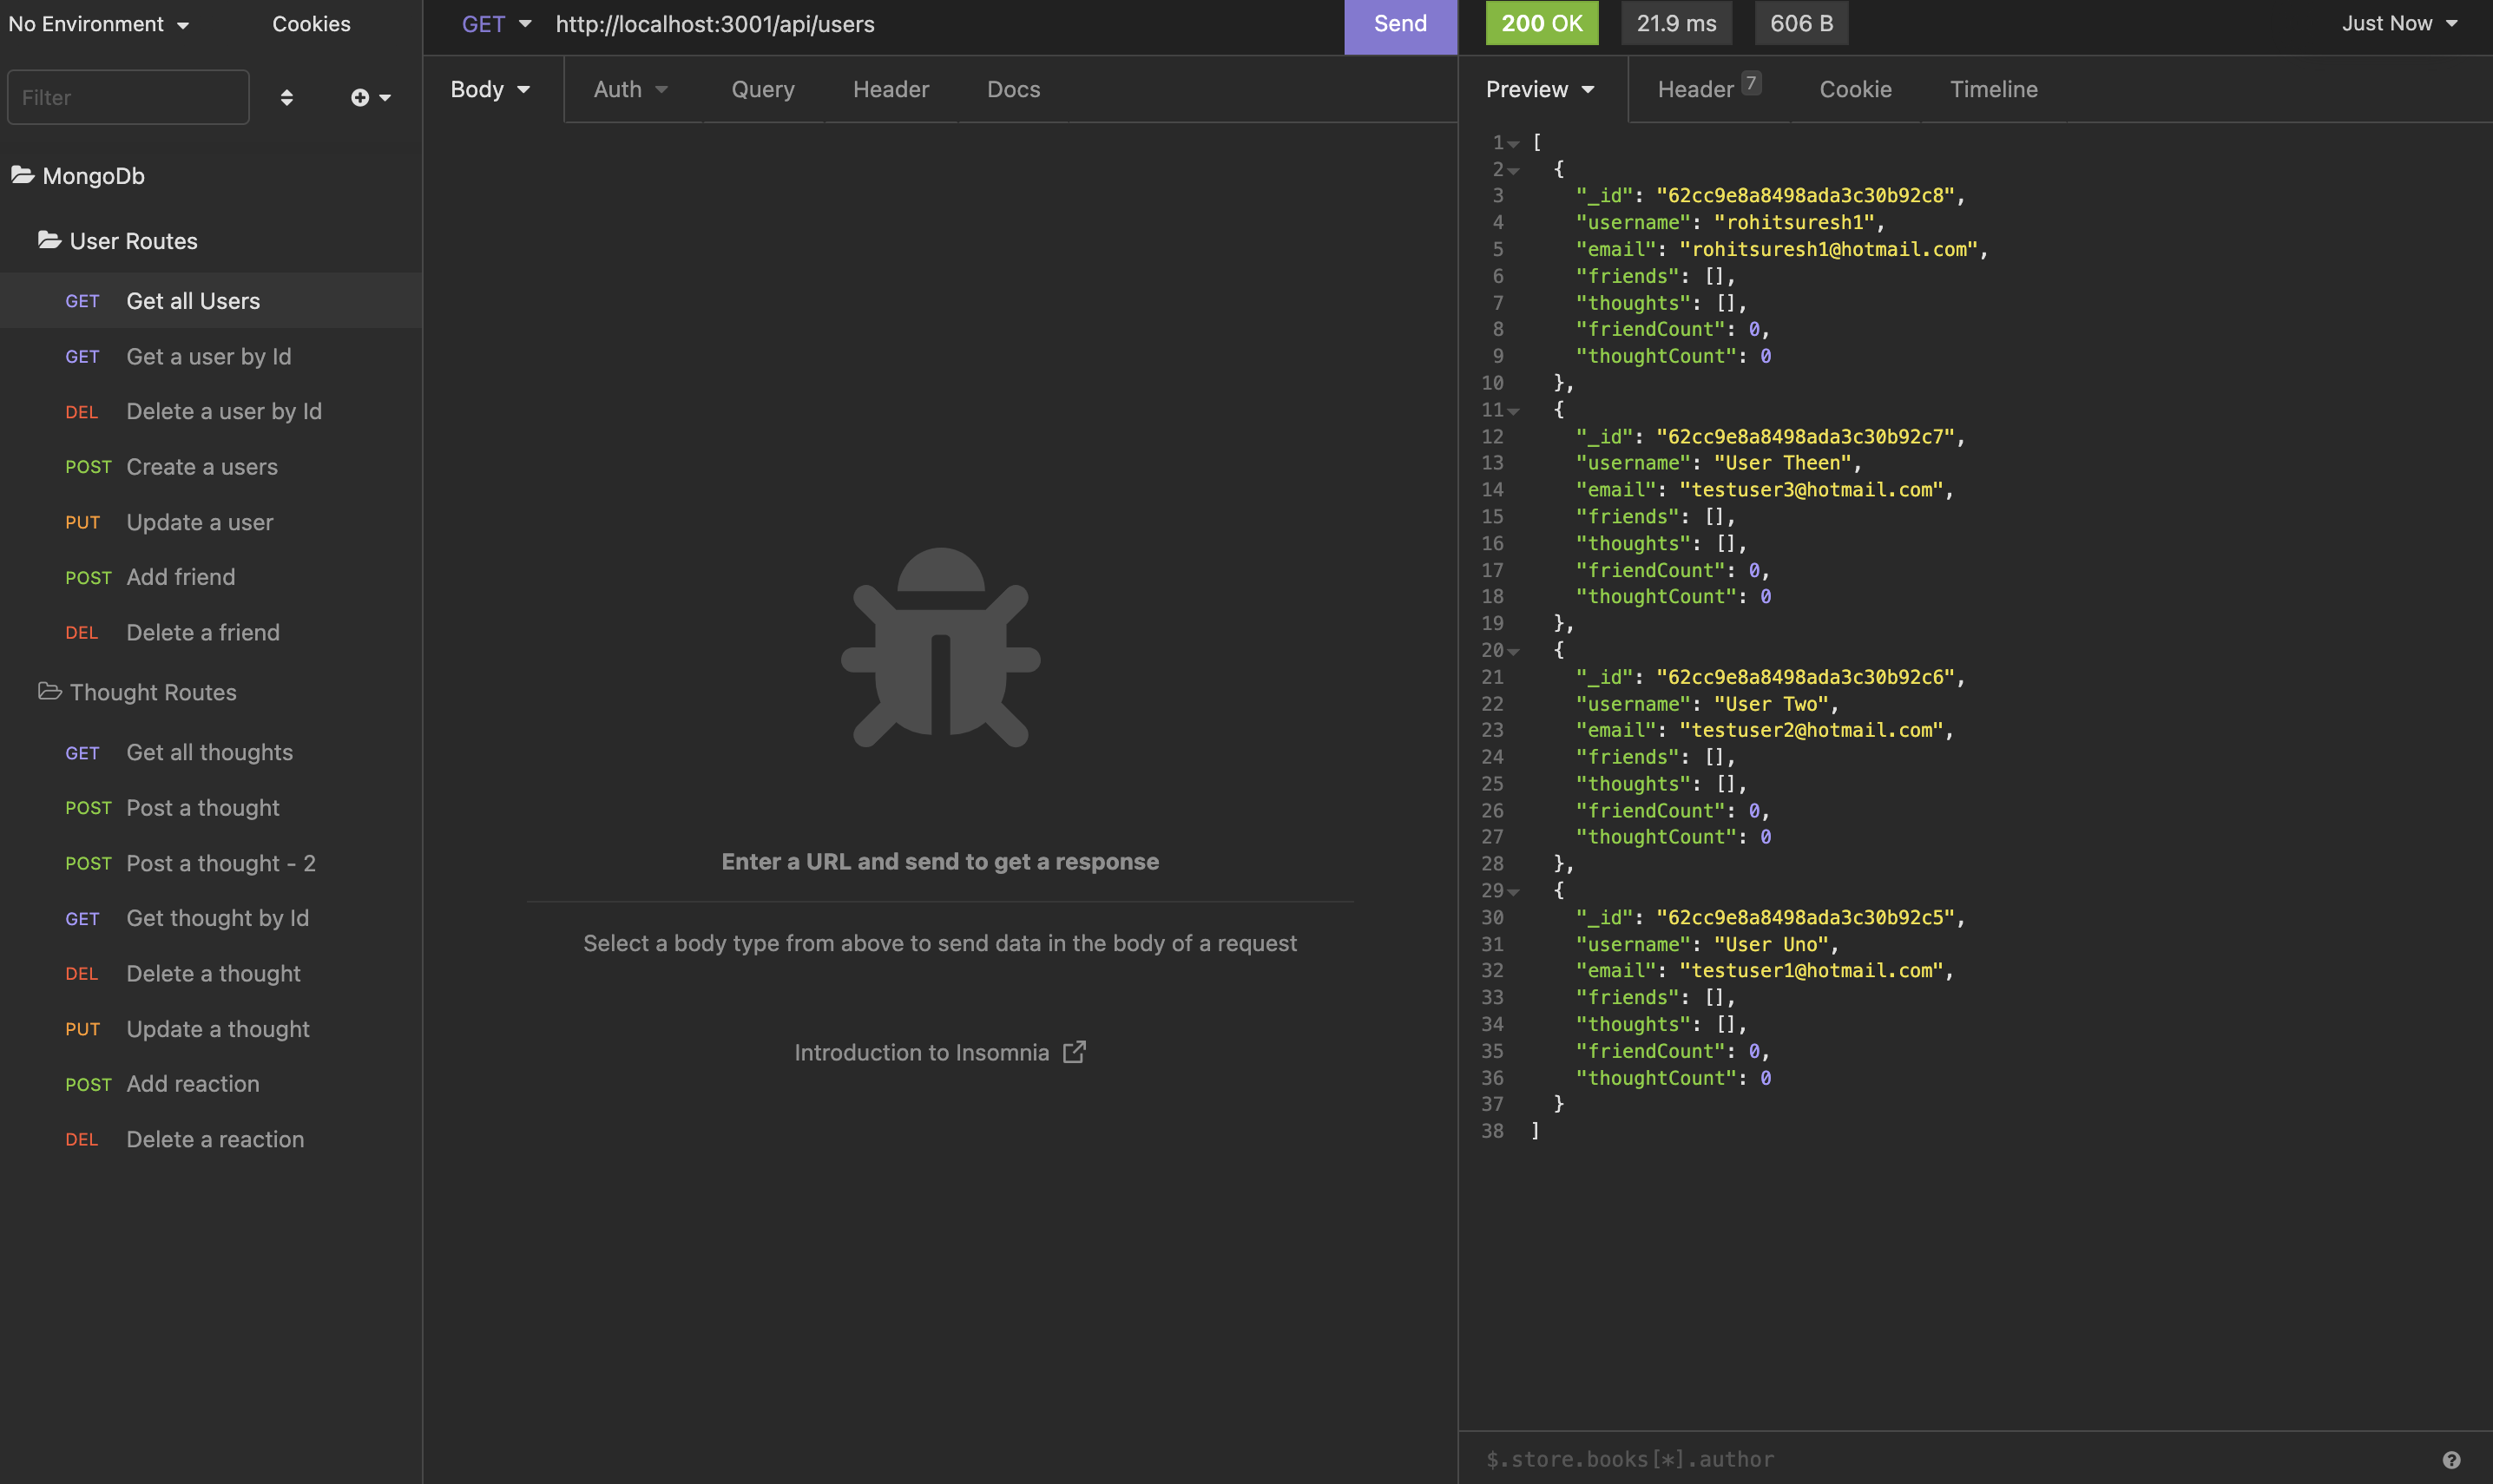 No Environment
Cookies
Filter
MongoDb
User Routes
GET Get all Users
GET Get a user by Id
DEL Delete a user by Id
POST Create a users
PUT Update a user
POST Add friend
DEL Delete a friend
Thought Routes
GET Get all thoughts
POST Post a thought
POST Post a thought - 2
GET Get thought by Id
DEL Delete a thought
PUT Update a thought
POST Add reaction
DEL Delete a reaction
GET http://localhost:3001/api/users Send
Body Auth Query Header Docs
Enter a URL and send to get a response
Select a body type from above to send data in the body of a request
Introduction to Insomnia
200 OK 21.9 ms 606 B Just Now
Preview Header 7 Cookie Timeline
1 [
2 {
3 "_id": "62cc9e8a8498ada3c30b92c8",
4 "username": "rohitsuresh1",
5 "email": "rohitsuresh1@hotmail.com",
6 "friends": [],
7 "thoughts": [],
8 "friendCount": 0,
9 "thoughtCount": 0
10 },
11 {
12 "_id": "62cc9e8a8498ada3c30b92c7",
13 "username": "User Theen",
14 "email": "testuser3@hotmail.com",
15 "friends": [],
16 "thoughts": [],
17 "friendCount": 0,
18 "thoughtCount": 0
19 },
20 {
21 "_id": "62cc9e8a8498ada3c30b92c6",
22 "username": "User Two",
23 "email": "testuser2@hotmail.com",
24 "friends": [],
25 "thoughts": [],
26 "friendCount": 0,
27 "thoughtCount": 0
28 },
29 {
30 "_id": "62cc9e8a8498ada3c30b92c5",
31 "username": "User Uno",
32 "email": "testuser1@hotmail.com",
33 "friends": [],
34 "thoughts": [],
35 "friendCount": 0,
36 "thoughtCount": 0
37 }
38 ]
$.store.books[*].author